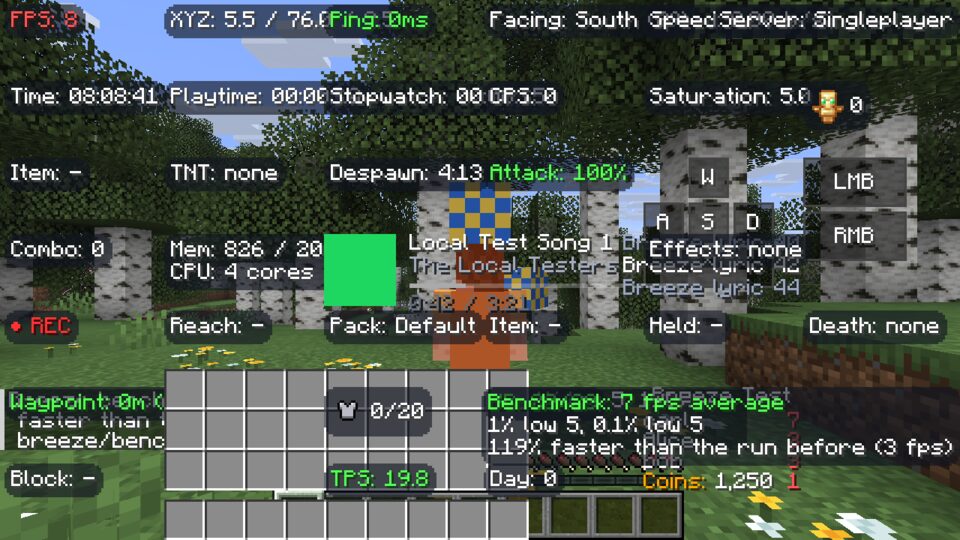 FPS: 8
XYZ: 5.5 / 76.0
Ping: 0ms
Facing: South
Speed
Server: Singleplayer
Time: 08:08:41
Playtime: 00:00
Stopwatch: 00
CPS: 0
Saturation: 5.0
0
Item: -
TNT: none
Despawn: 4:13
Attack: 100%
W
LMB
A S D
RMB
Combo: 0
Mem: 826 / 20
CPU: 4 cores
Local Test Song 1
The Local Testers
0:42 / 3:21
Effects: none
Breeze lyric 42
Breeze lyric 44
REC
Reach: -
Pack: Default
Item: -
Held: -
Death: none
Waypoint: 0m
faster than
breeze/benc
0/20
Breeze Test
Benchmark: 7 fps average
1% low 5, 0.1% low 5
119% faster than the run before (3 fps)
7
Block: -
TPS: 19.8
Day: 0
Coins: 1,250
1